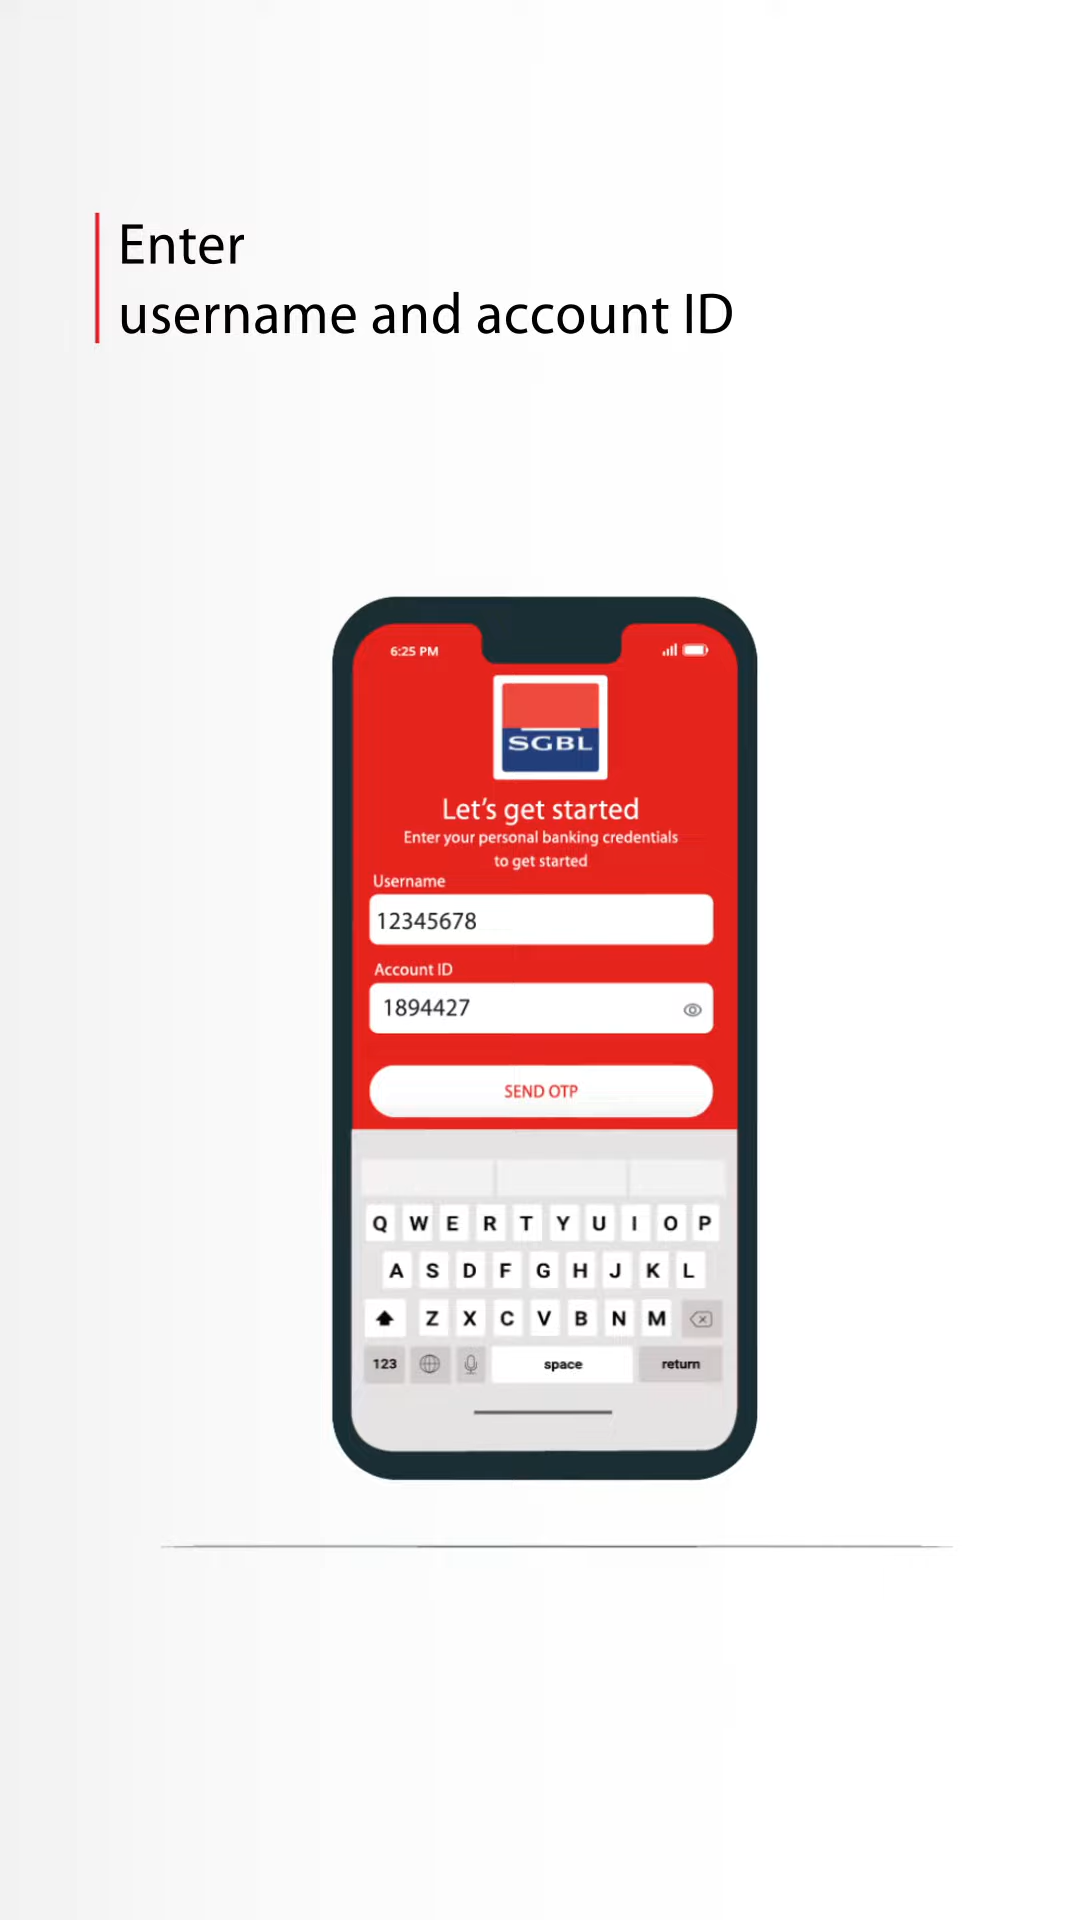 Enter
username and account ID
6:25 PM
SGBL
Let's get started
Enter your personal banking credentials
to get started
Username
12345678
Account ID
1894427
SEND OTP
Q W E R T Y U I O P
A S D F G H J K L
Z X C V B N M
123 space return